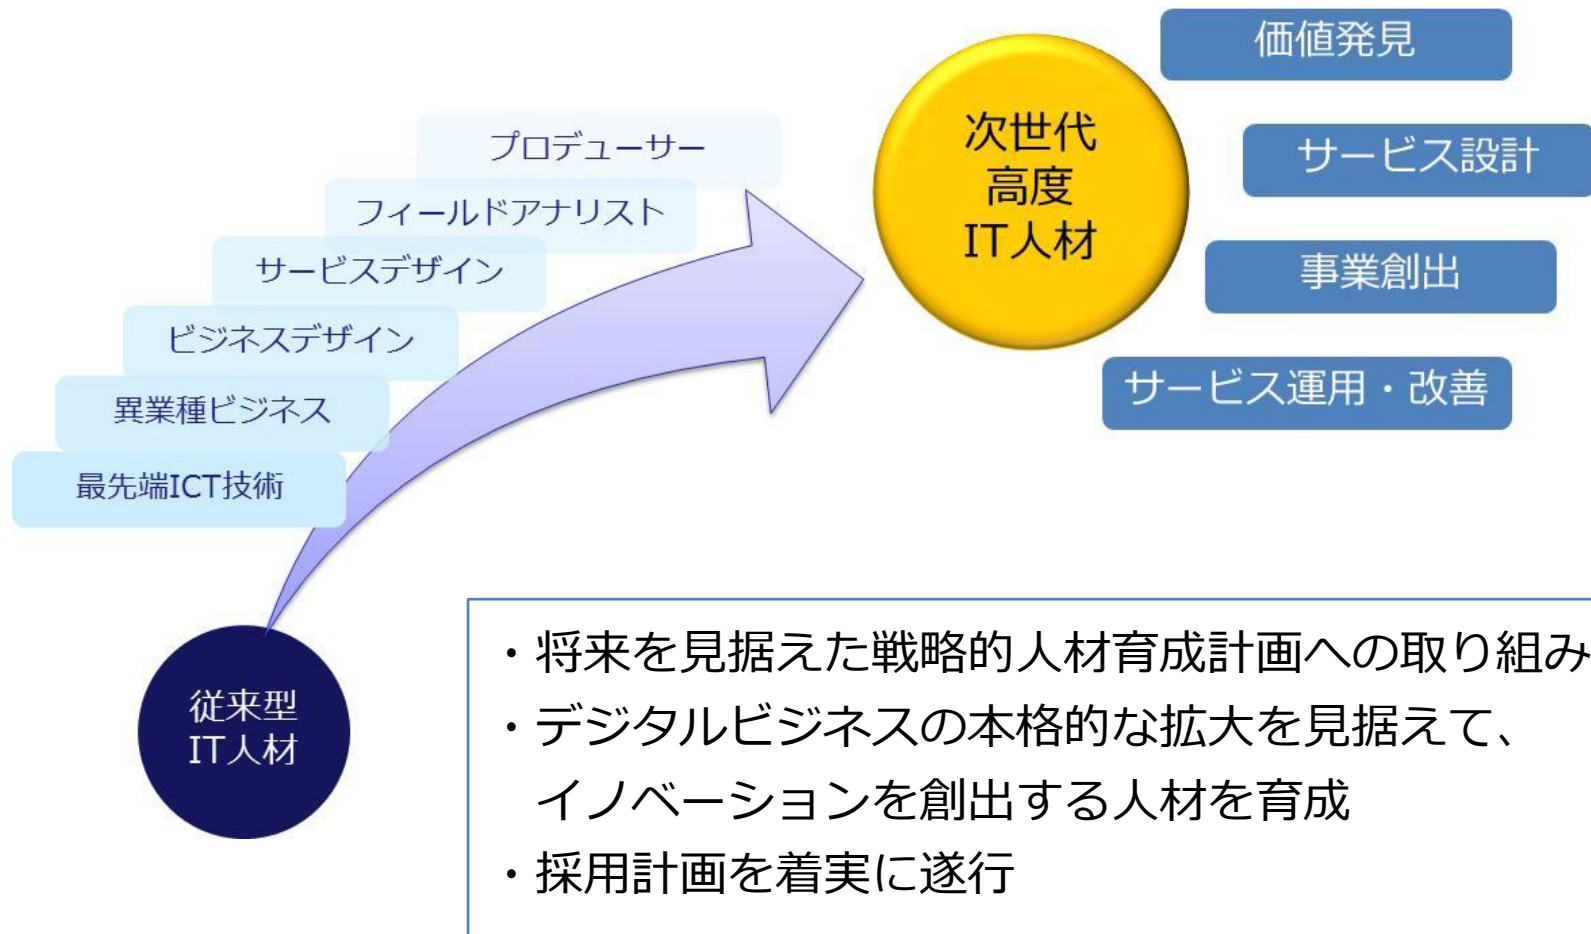 価値発見
次世代
高度
IT人材
プロデューサー
サービス設計
フィールドアナリスト
サービスデザイン
事業創出
ビジネスデザイン
サービス運用・改善
異業種ビジネス
最先端ICT技術
従来型
IT人材
・将来を見据えた戦略的人材育成計画への取り組み
・デジタルビジネスの本格的な拡大を見据えて、
イノベーションを創出する人材を育成
・採用計画を着実に遂行